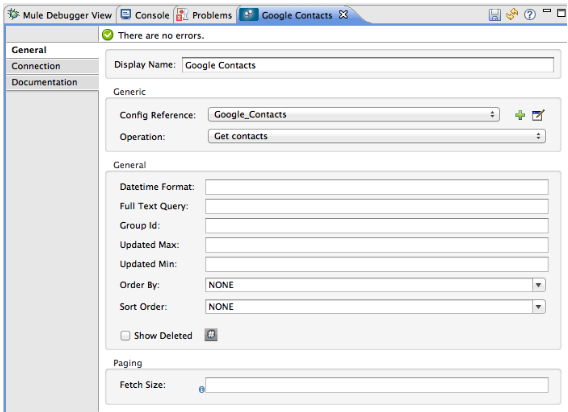 Mule Debugger View Console Problems Google Contacts
There are no errors.
General
Connection
Documentation
Display Name: Google Contacts
Generic
Config Reference: Google_Contacts
Operation: Get contacts
General
Datetime Format:
Full Text Query:
Group Id:
Updated Max:
Updated Min:
Order By: NONE
Sort Order: NONE
Show Deleted #
Paging
Fetch Size: